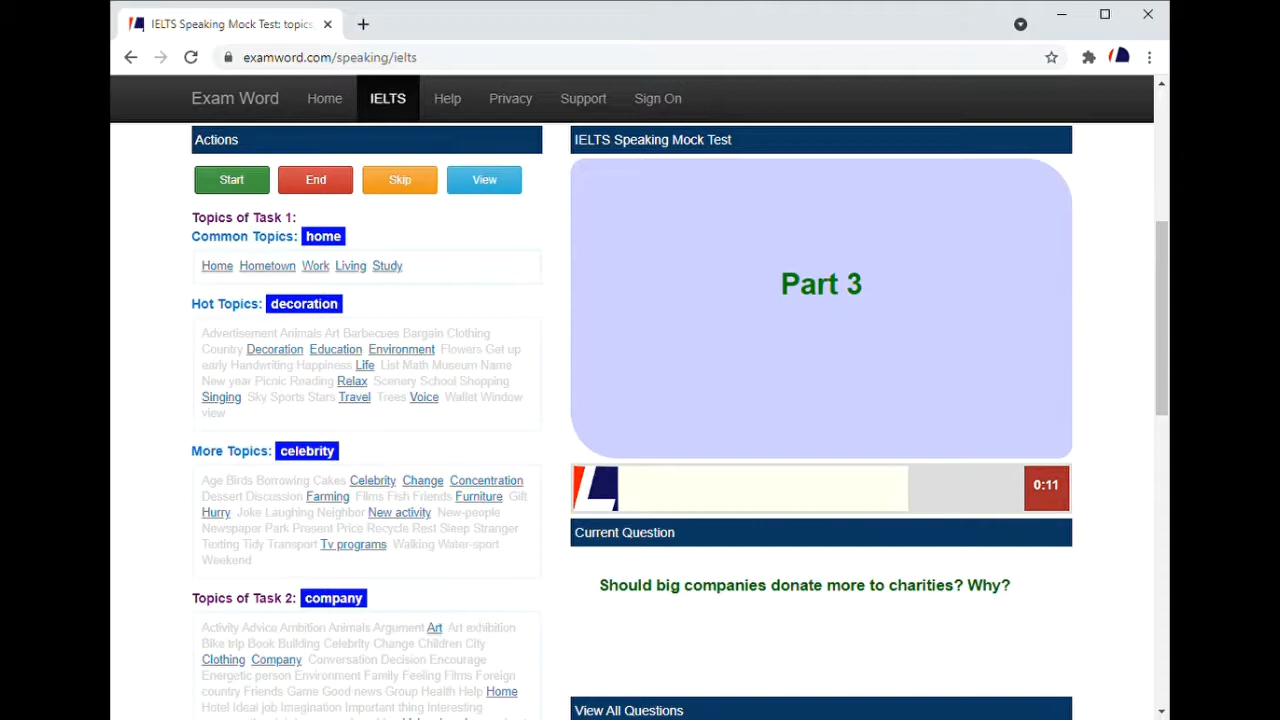 IELTS Speaking Mock Test: topics
examword.com/speaking/ielts
Exam Word Home IELTS Help Privacy Support Sign On
Actions
Start End Skip View
Topics of Task 1:
Common Topics: home
Home Hometown Work Living Study
Hot Topics: decoration
Advertisement Animals Art Barbecues Bargain Clothing
Country Decoration Education Environment Flowers Get up
early Handwriting Happiness Life List Math Museum Name
New year Picnic Reading Relax Scenery School Shopping
Singing Sky Sports Stars Travel Trees Voice Wallet Window
view
More Topics: celebrity
Age Birds Borrowing Cakes Celebrity Change Concentration
Dessert Discussion Farming Films Fish Friends Furniture Gift
Hurry Joke Laughing Neighbor New activity New-people
Newspaper Park Present Price Recycle Rest Sleep Stranger
Texting Tidy Transport Tv programs Walking Water-sport
Weekend
Topics of Task 2: company
Activity Advice Ambition Animals Argument Art Art exhibition
Bike trip Book Building Celebrity Change Children City
Clothing Company Conversation Decision Encourage
Energetic person Environment Family Feeling Films Foreign
country Friends Game Good news Group Health Help Home
Hotel Ideal job Imagination Important thing Interesting
IELTS Speaking Mock Test
Part 3
0:11
Current Question
Should big companies donate more to charities? Why?
View All Questions